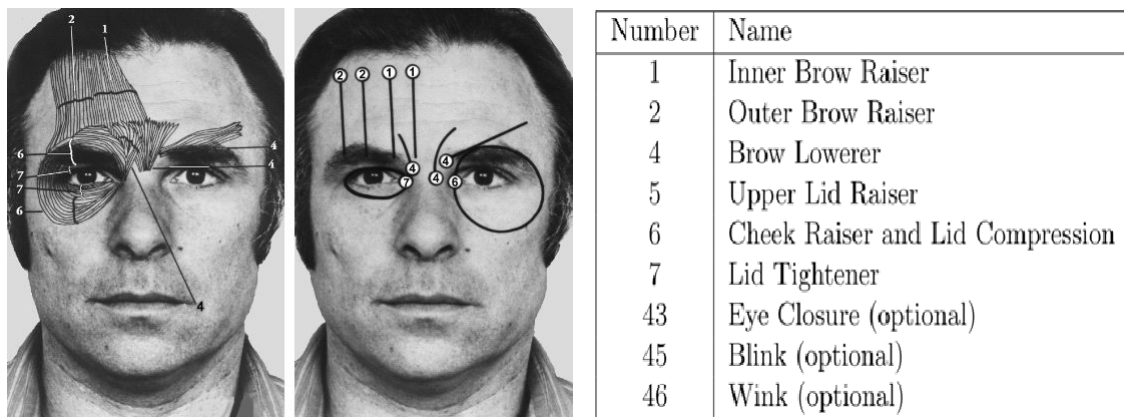 2
1
6
4
7
4
7
6
4
2 2 1 1
4
4
4
7
6
Number Name
1 Inner Brow Raiser
2 Outer Brow Raiser
4 Brow Lowerer
5 Upper Lid Raiser
6 Cheek Raiser and Lid Compression
7 Lid Tightener
43 Eye Closure (optional)
45 Blink (optional)
46 Wink (optional)